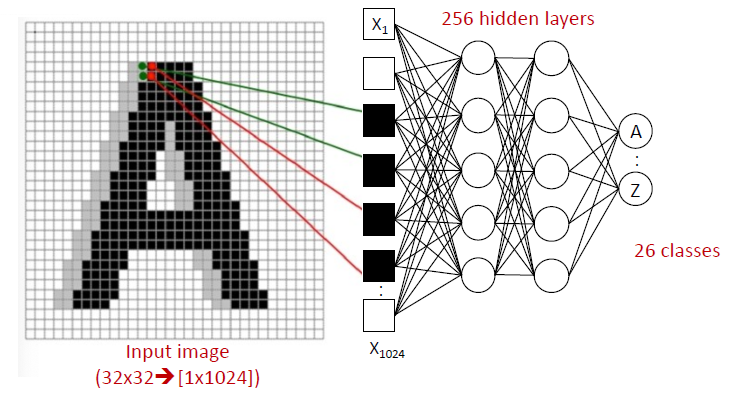 X1
256 hidden layers
A
:
Z
26 classes
:
X1024
Input image
(32x32➔[1x1024])